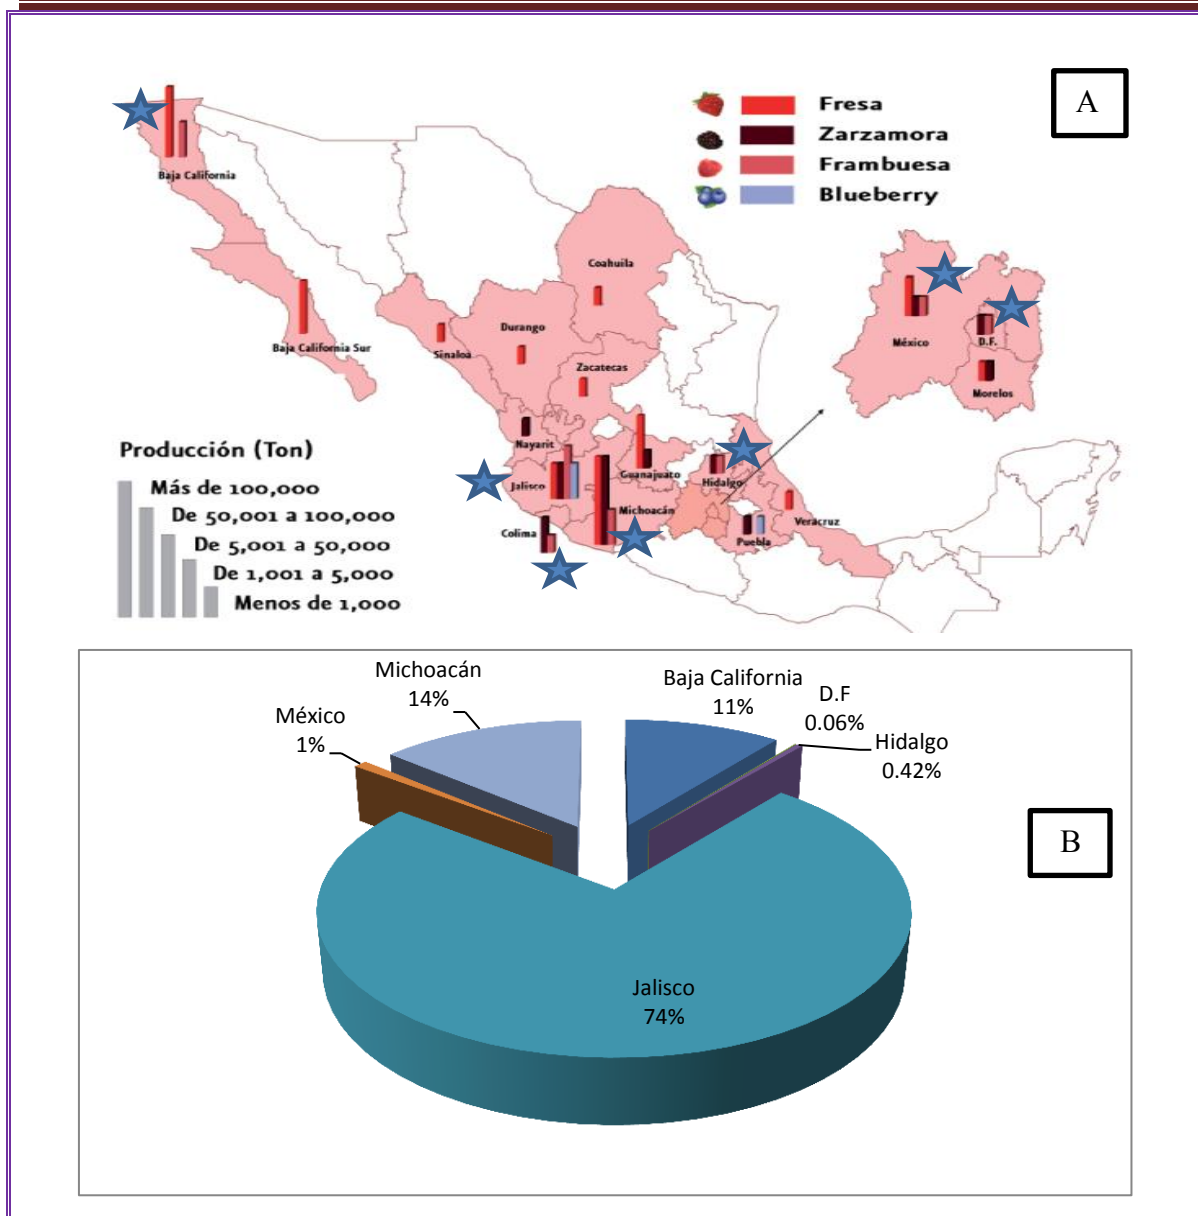 A
Fresa
Zarzamora
Frambuesa
Blueberry
Baja California
Coahuila
Durango
Baja California Sur
Sinaloa
Zacatecas
México
D.F.
Morelos
Nayarit
Guanajuato
Hidalgo
Jalisco
Michoacán
Veracruz
Colima
Puebla
Producción (Ton)
Más de 100,000
De 50,001 a 100,000
De 5,001 a 50,000
De 1,001 a 5,000
Menos de 1,000
Michoacán
14%
Baja California
11%
D.F
0.06%
México
1%
Hidalgo
0.42%
B
Jalisco
74%